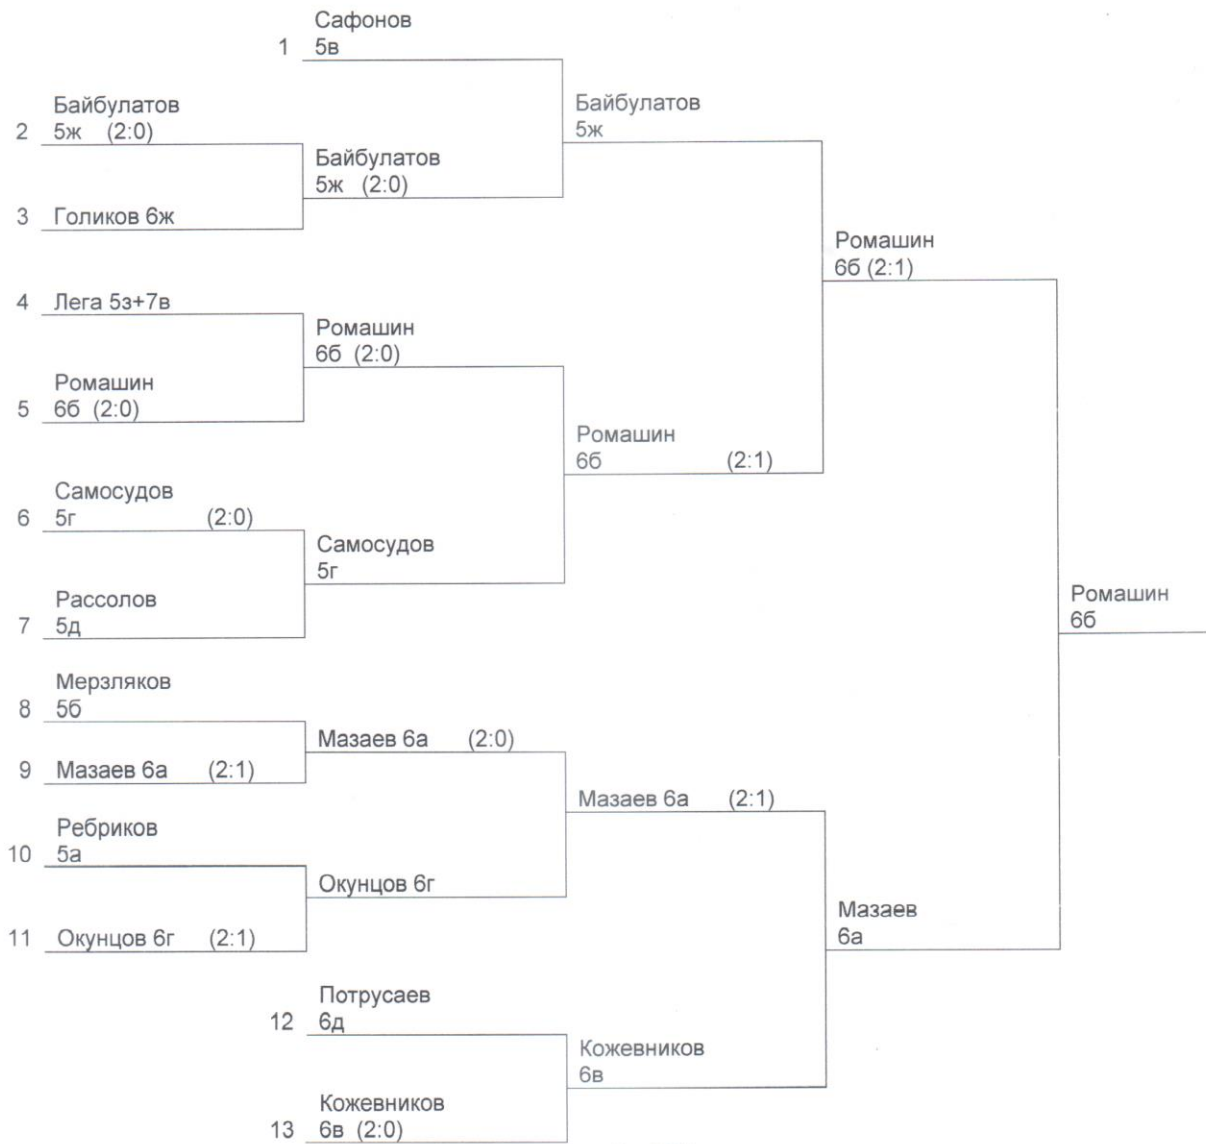 Сафонов
1 5в
Байбулатов
2 5ж (2:0)
Байбулатов
5ж
Байбулатов
5ж (2:0)
3 Голиков 6ж
Ромашин
6б (2:1)
4 Лега 5з+7в
Ромашин
6б (2:0)
Ромашин
5 6б (2:0)
Ромашин
6б (2:1)
Самосудов
6 5г (2:0)
Самосудов
5г
Рассолов
7 5д
Ромашин
6б
Мерзляков
8 5б
Мазаев 6а (2:0)
9 Мазаев 6а (2:1)
Мазаев 6а (2:1)
Ребриков
10 5а
Окунцов 6г
Мазаев
6а
11 Окунцов 6г (2:1)
Потрусаев
12 6д
Кожевников
6в
Кожевников
13 6в (2:0)